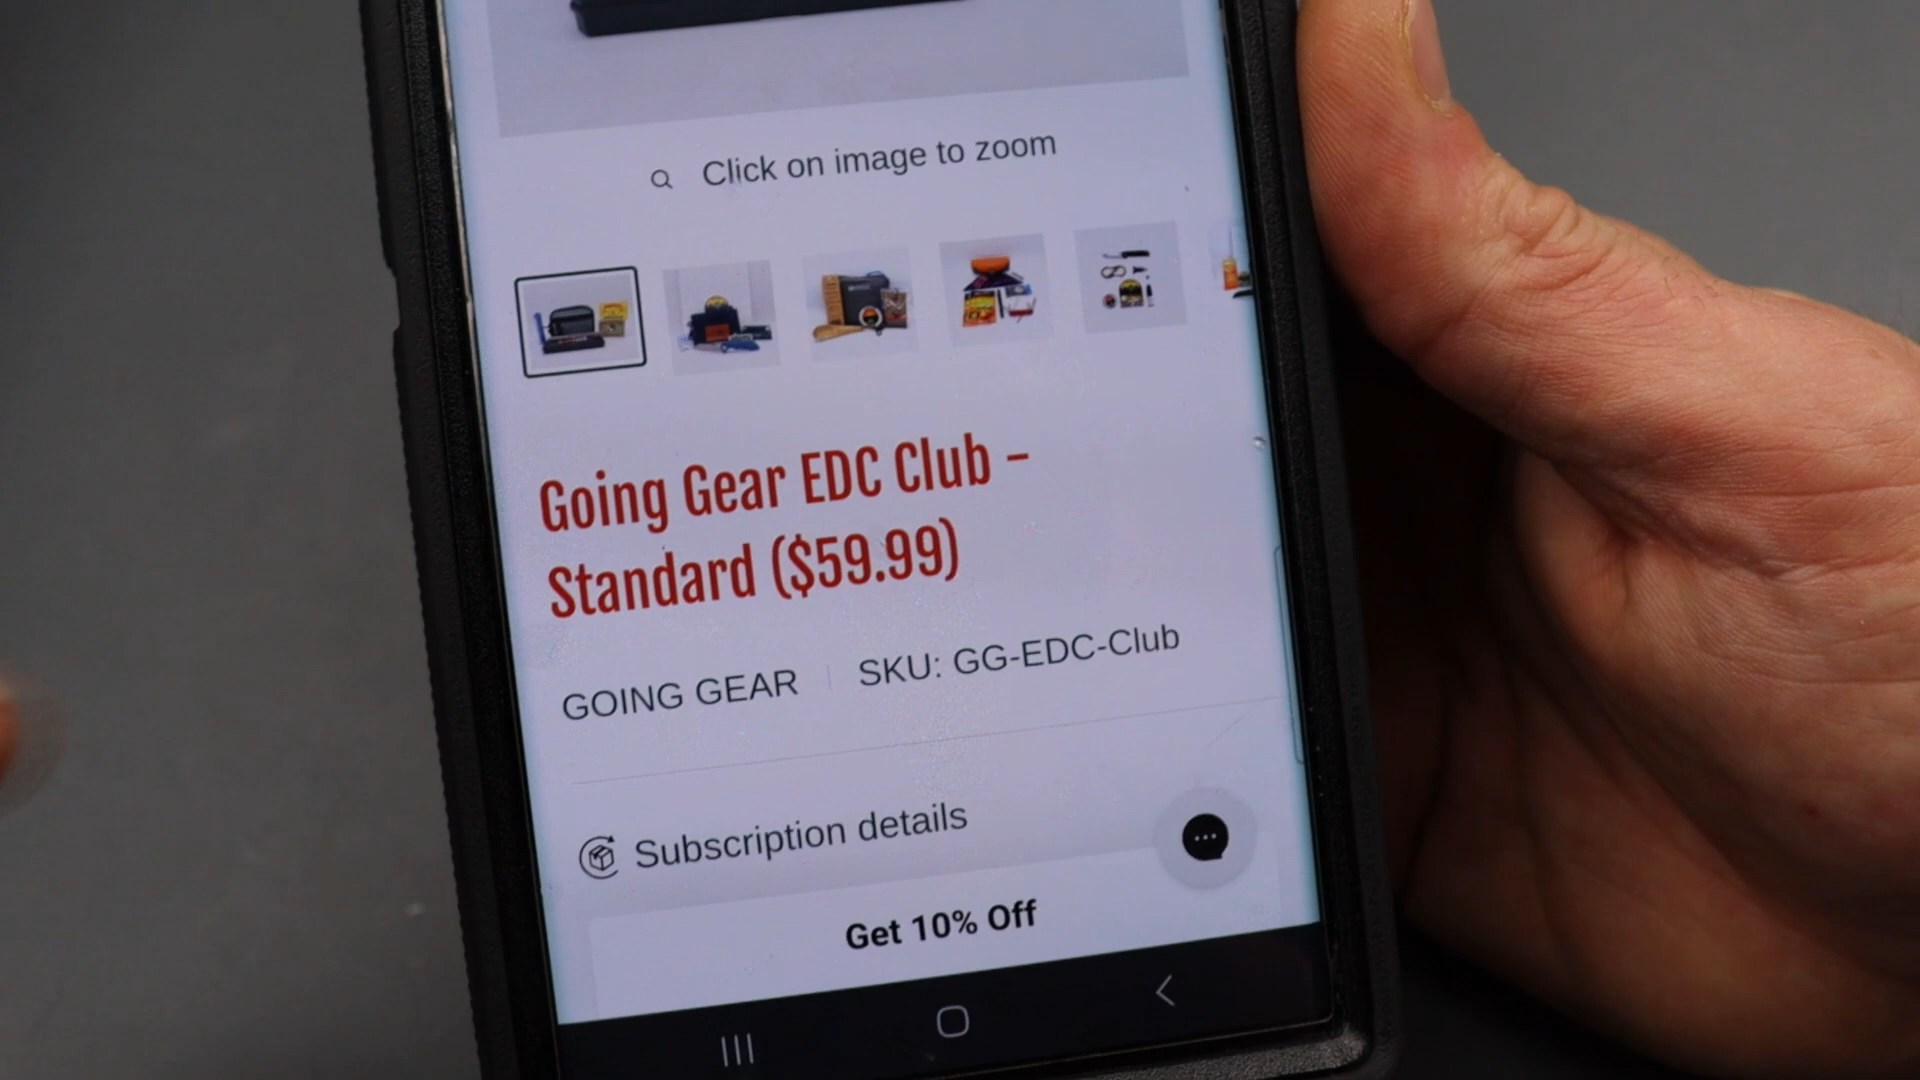 Click on image to zoom
Going Gear EDC Club –
Standard ($59.99)
GOING GEAR | SKU: GG-EDC-Club
Subscription details
Get 10% Off